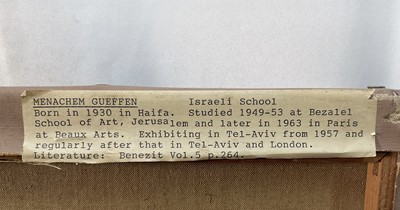 MENACHEM GUEFFEN Israeli School
Born in 1930 in Haifa. Studied 1949-53 at Bezalel
School of Art, Jerusalem and later in 1963 in Paris
at Beaux Arts. Exhibiting in Tel-Aviv from 1957 and
regularly after that in Tel-Aviv and London.
Literature: Benezit Vol.5 p.264.